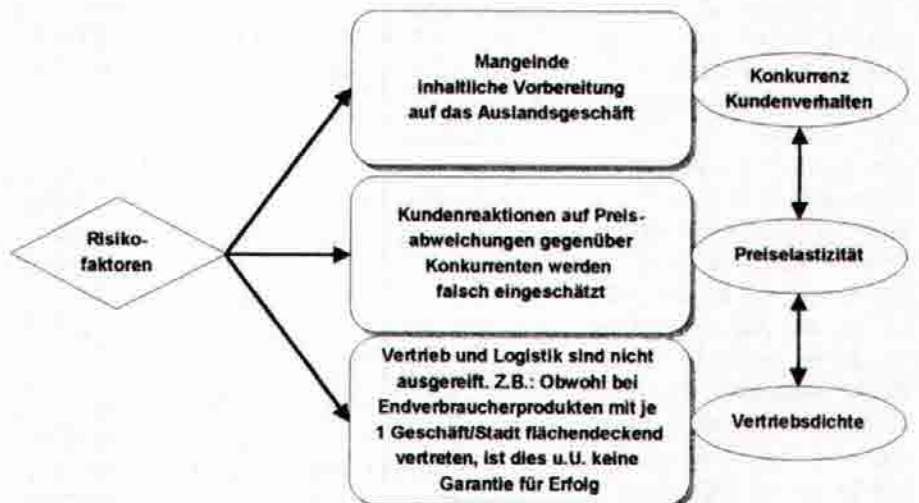 Mangelnde
inhaltliche Vorbereitung
auf das Auslandsgeschäft
Konkurrenz
Kundenverhalten
Risiko-
faktoren
Kundenreaktionen auf Preis-
abweichungen gegenüber
Konkurrenten werden
falsch eingeschätzt
Preiselastizität
Vertrieb und Logistik sind nicht
ausgereift. Z.B.: Obwohl bei
Endverbraucherprodukten mit je
1 Geschäft/Stadt flächendeckend
vertreten, ist dies u.U. keine
Garantie für Erfolg
Vertriebsdichte